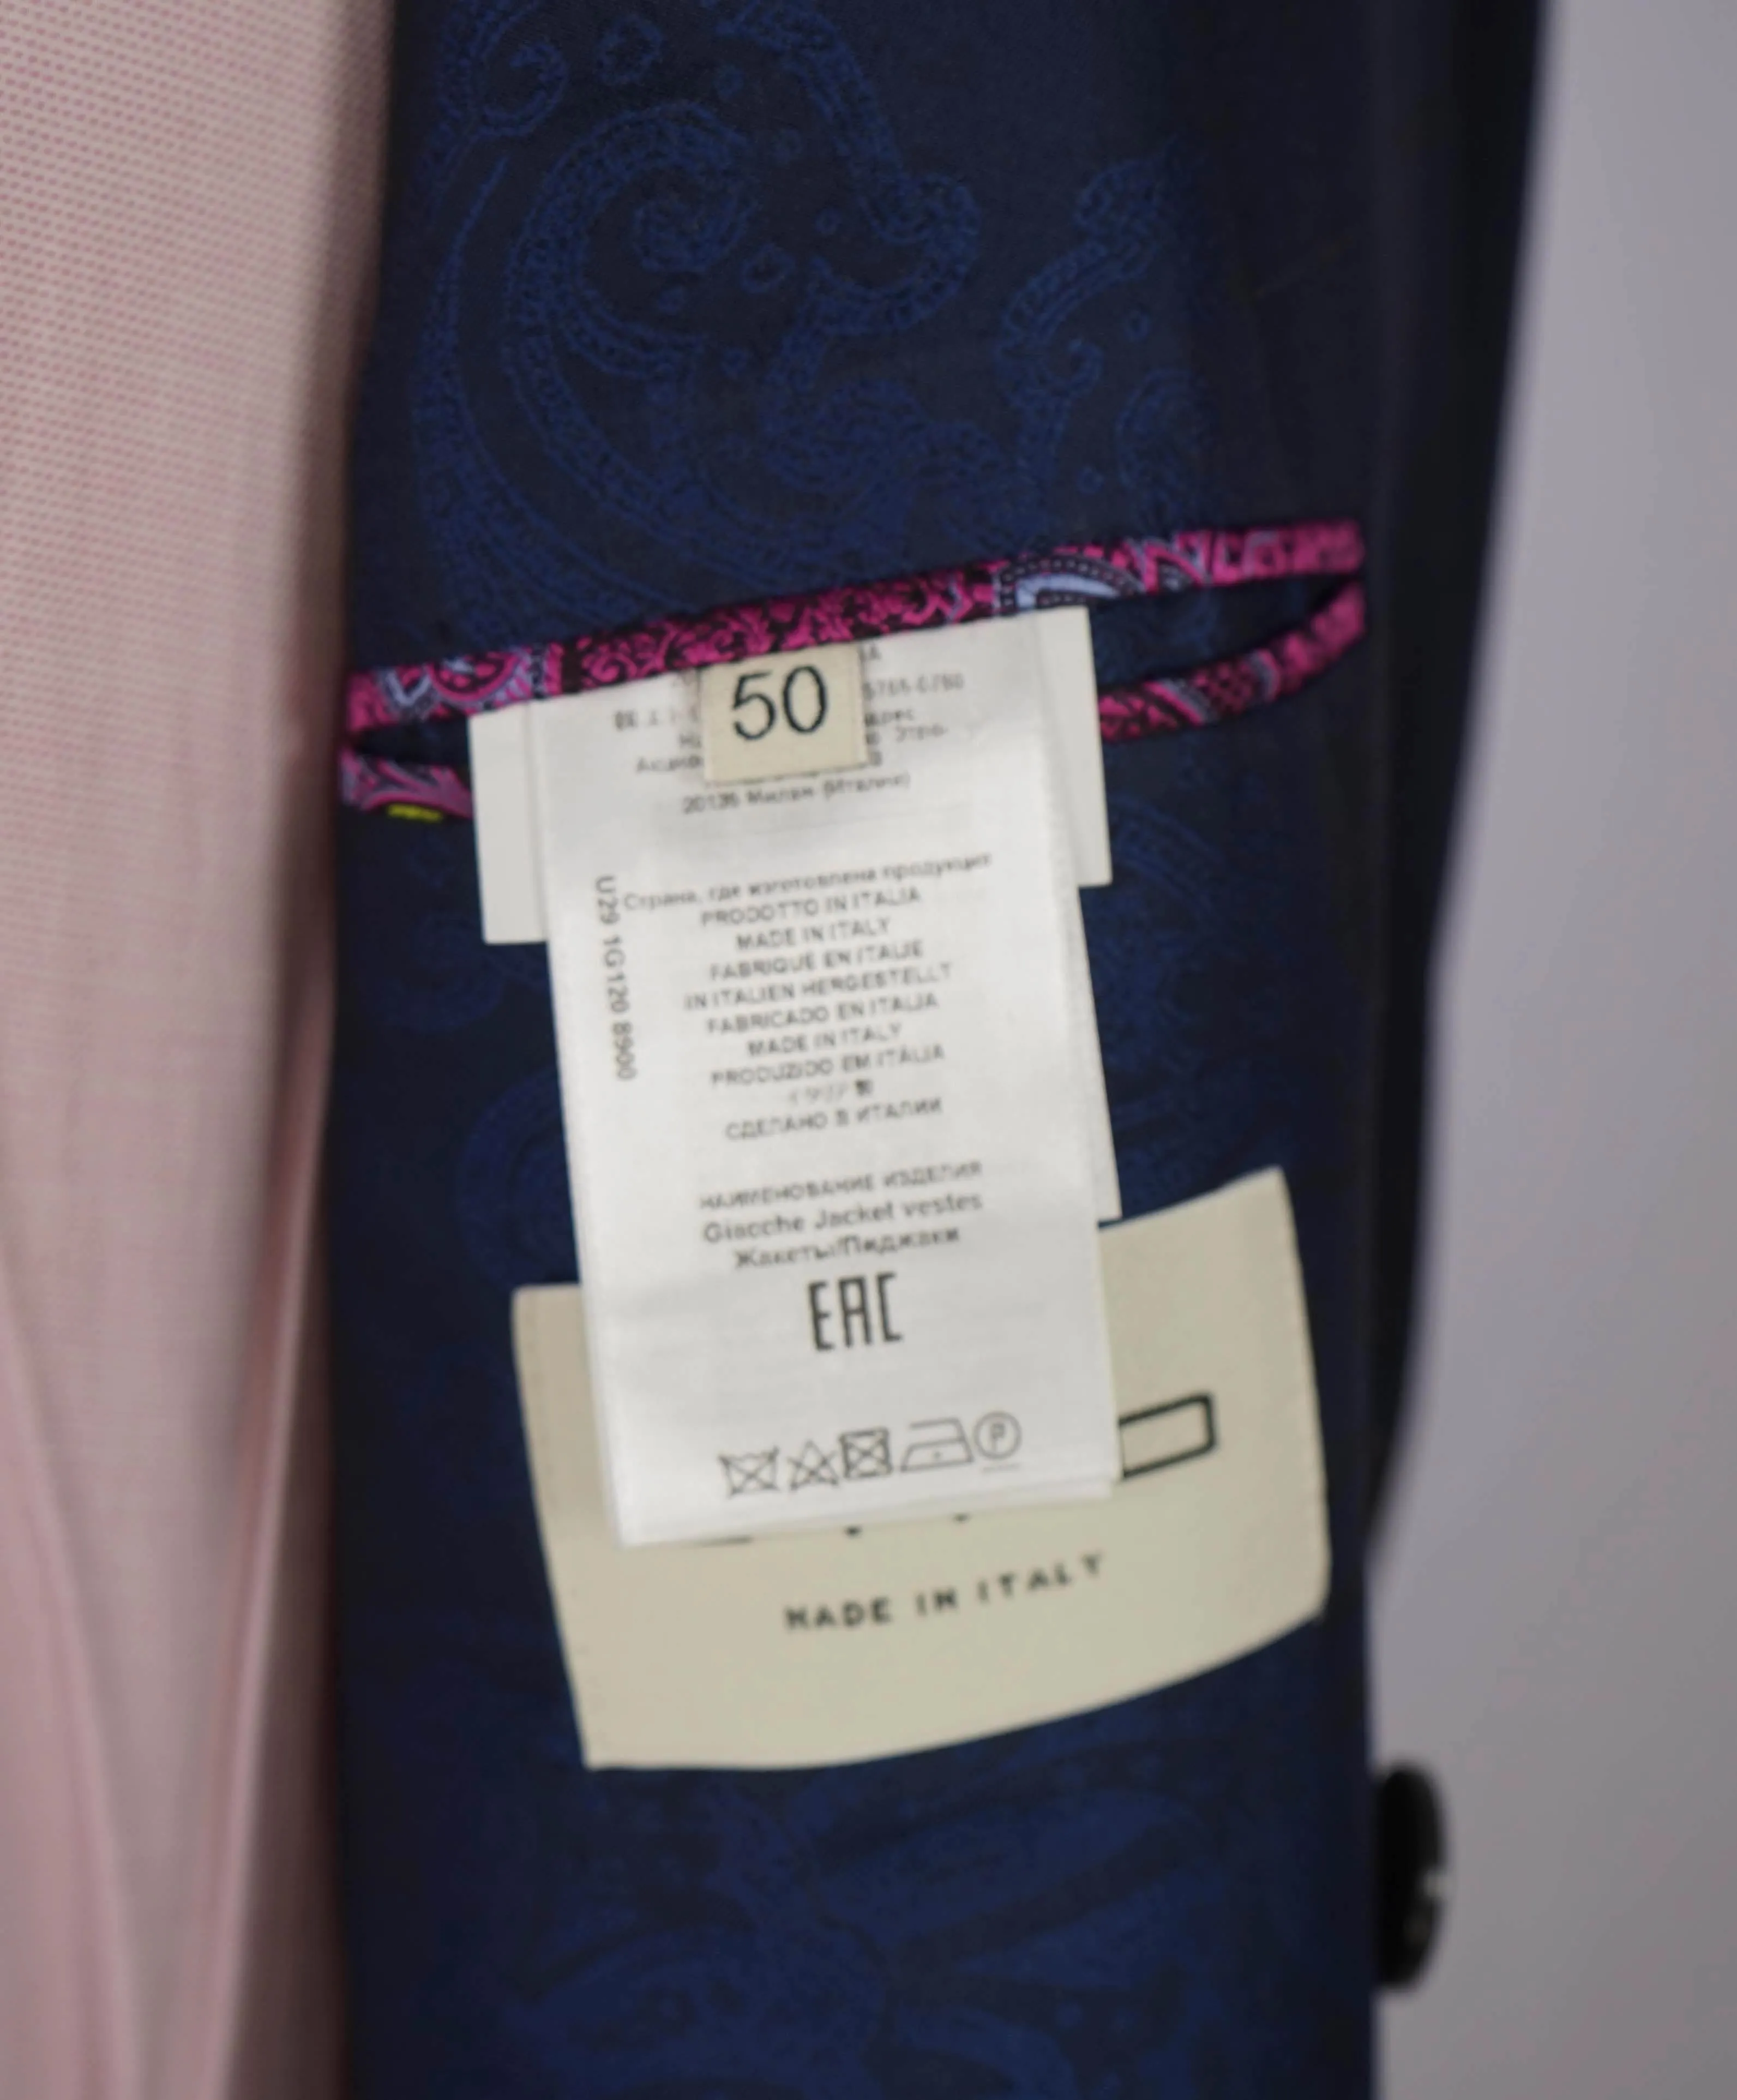 50
20135 Милан (Италия)
Страна, где изготовлена продукция
PRODOTTO IN ITALIA
MADE IN ITALY
FABRIQUÉ EN ITALIE
IN ITALIEN HERGESTELLT
FABRICADO EN ITALIA
MADE IN ITALY
PRODUZIDO EM ITÁLIA
СДЕЛАНО В ИТАЛИИ
U29 1G120 8900
НАИМЕНОВАНИЕ ИЗДЕЛИЯ
Giacche Jacket vestes
Жакеты/Пиджаки
EAC
P
MADE IN ITALY